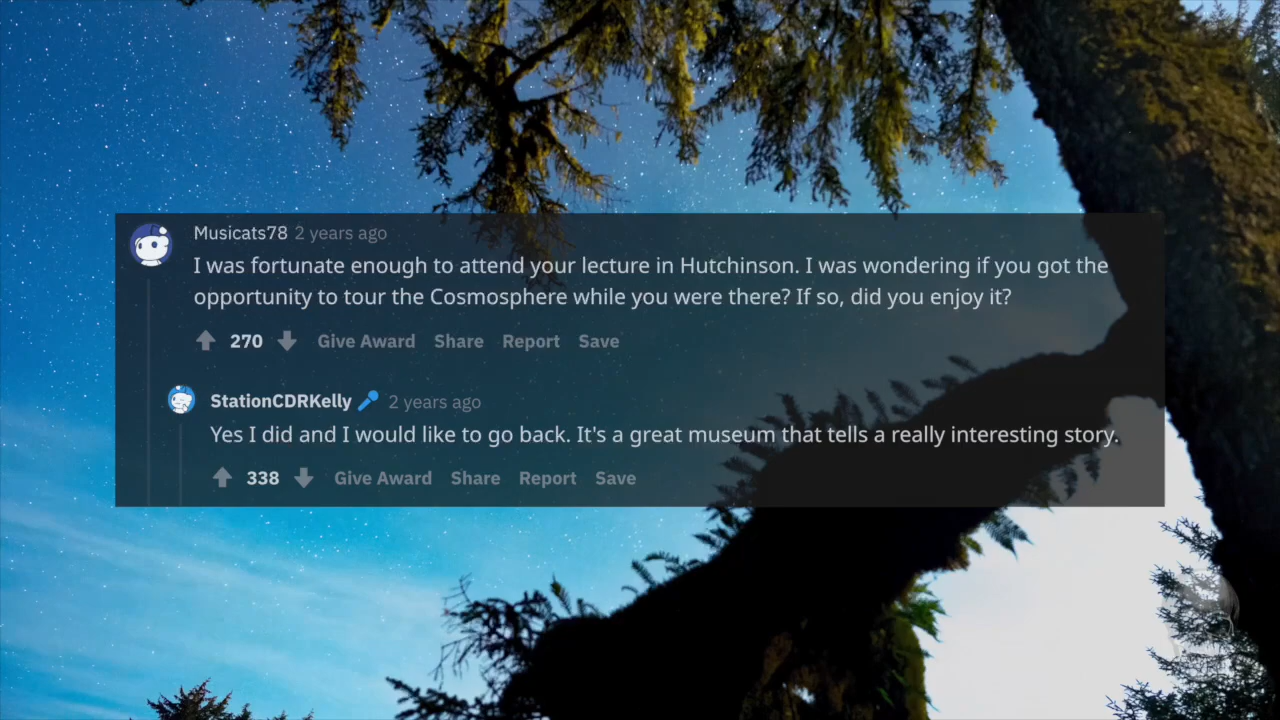 Musicats78 2 years ago
I was fortunate enough to attend your lecture in Hutchinson. I was wondering if you got the
opportunity to tour the Cosmosphere while you were there? If so, did you enjoy it?
270 Give Award Share Report Save
StationCDRKelly 2 years ago
Yes I did and I would like to go back. It's a great museum that tells a really interesting story.
338 Give Award Share Report Save